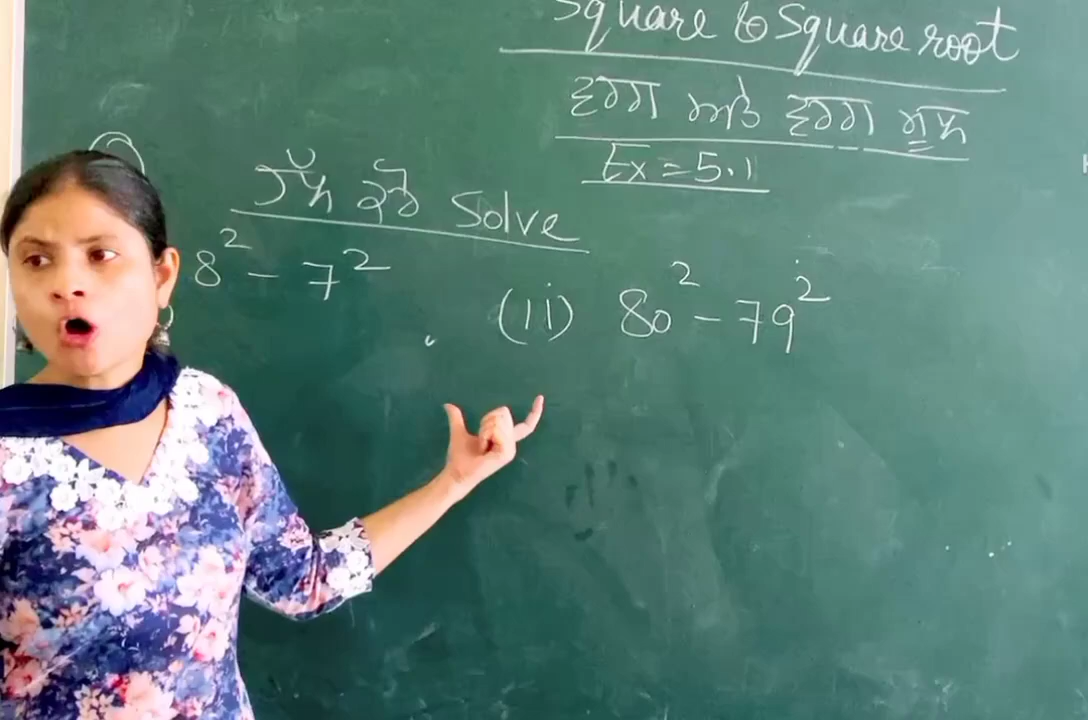 Square & Square root
ਵਰਗ ਅਤੇ ਵਰਗ ਮੂਲ
Ex = 5.1
ਹੱਲ ਕਰੋ Solve
8² - 7²
(ii) 80² - 79²